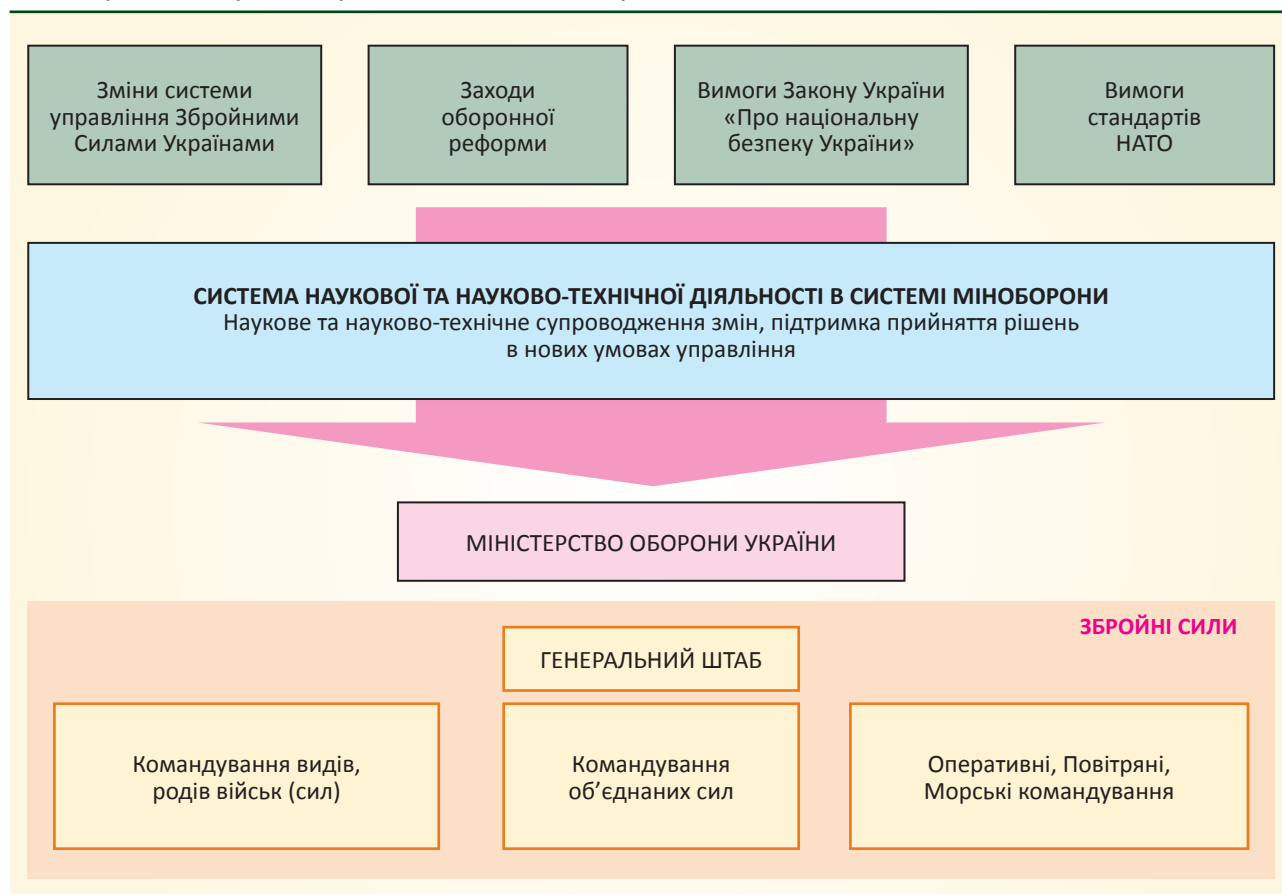 Зміни системи
управління Збройними
Силами Українами
Заходи
оборонної
реформи
Вимоги Закону України
«Про національну
безпеку України»
Вимоги
стандартів
НАТО
СИСТЕМА НАУКОВОЇ ТА НАУКОВО-ТЕХНІЧНОЇ ДІЯЛЬНОСТІ В СИСТЕМІ МІНОБОРОНИ
Наукове та науково-технічне супроводження змін, підтримка прийняття рішень
в нових умовах управління
МІНІСТЕРСТВО ОБОРОНИ УКРАЇНИ
ЗБРОЙНІ СИЛИ
ГЕНЕРАЛЬНИЙ ШТАБ
Командування видів,
родів військ (сил)
Командування
об’єднаних сил
Оперативні, Повітряні,
Морські командування